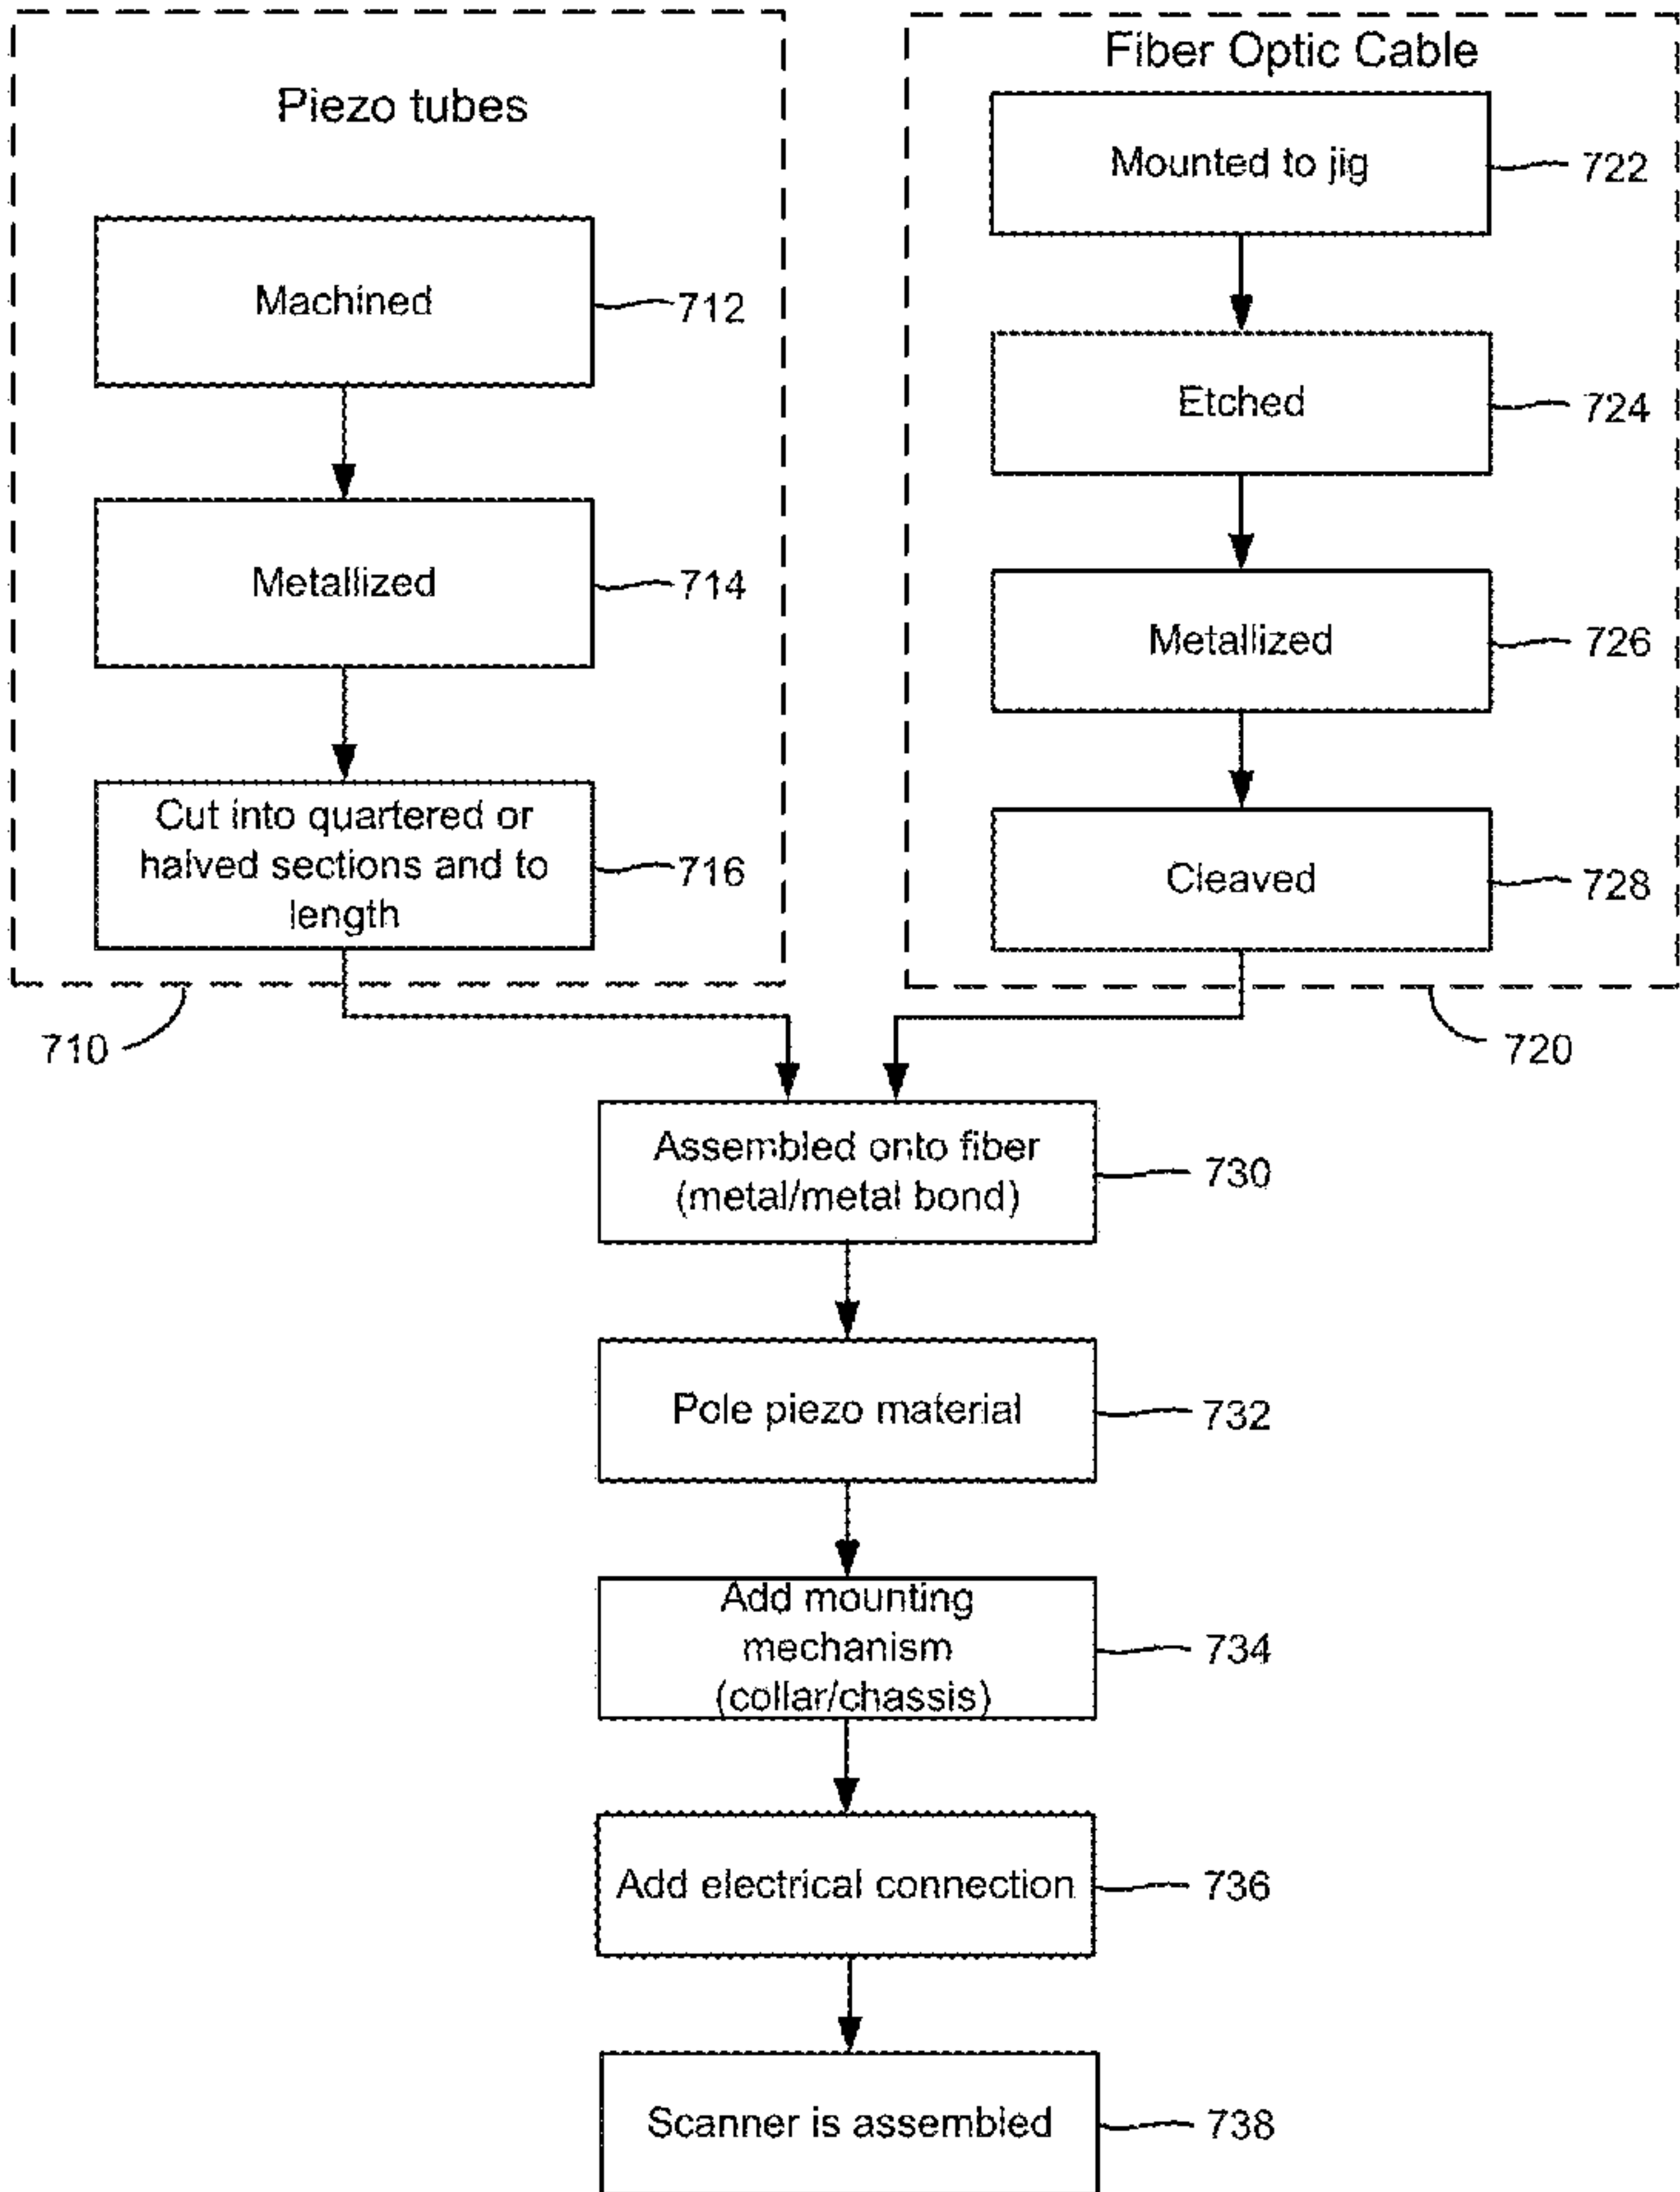 Piezo tubes
Machined
712
Metallized
714
Cut into quartered or
halved sections and to
length
716
710
Fiber Optic Cable
Mounted to jig
722
Etched
724
Metallized
726
Cleaved
728
720
Assembled onto fiber
(metal/metal bond)
730
Pole piezo material
732
Add mounting
mechanism
(collar/chassis)
734
Add electrical connection
736
Scanner is assembled
738